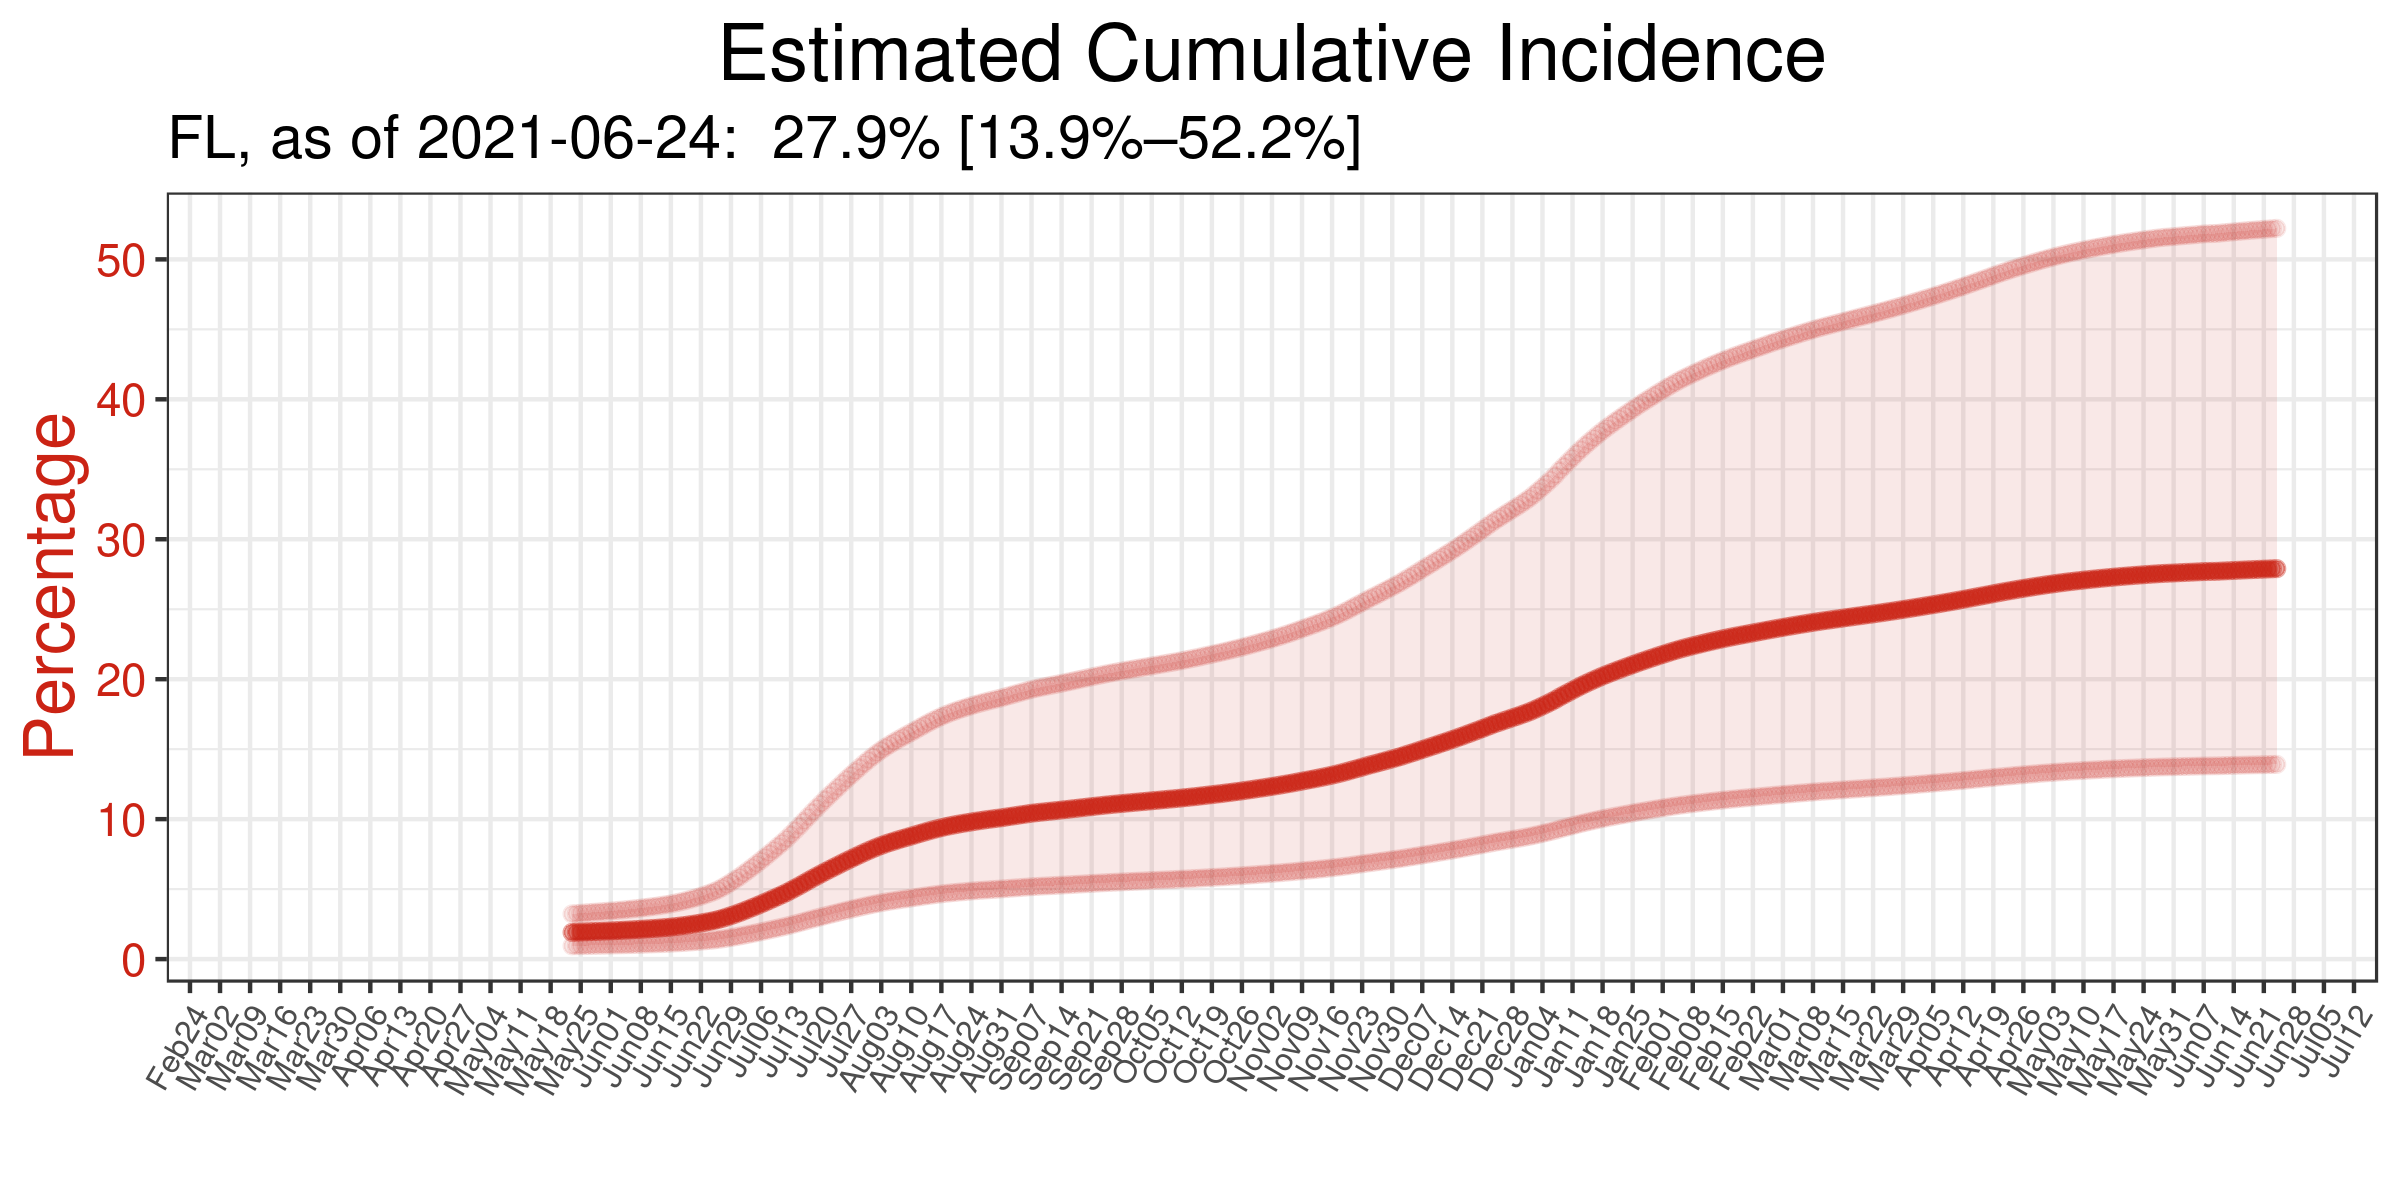 Estimated Cumulative Incidence
FL, as of 2021-06-24:  27.9% [13.9%–52.2%]
Percentage
50
40
30
20
10
0
Feb24
Mar02
Mar09
Mar16
Mar23
Mar30
Apr06
Apr13
Apr20
Apr27
May04
May11
May18
May25
Jun01
Jun08
Jun15
Jun22
Jun29
Jul06
Jul13
Jul20
Jul27
Aug03
Aug10
Aug17
Aug24
Aug31
Sep07
Sep14
Sep21
Sep28
Oct05
Oct12
Oct19
Oct26
Nov02
Nov09
Nov16
Nov23
Nov30
Dec07
Dec14
Dec21
Dec28
Jan04
Jan11
Jan18
Jan25
Feb01
Feb08
Feb15
Feb22
Mar01
Mar08
Mar15
Mar22
Mar29
Apr05
Apr12
Apr19
Apr26
May03
May10
May17
May24
May31
Jun07
Jun14
Jun21
Jun28
Jul05
Jul12